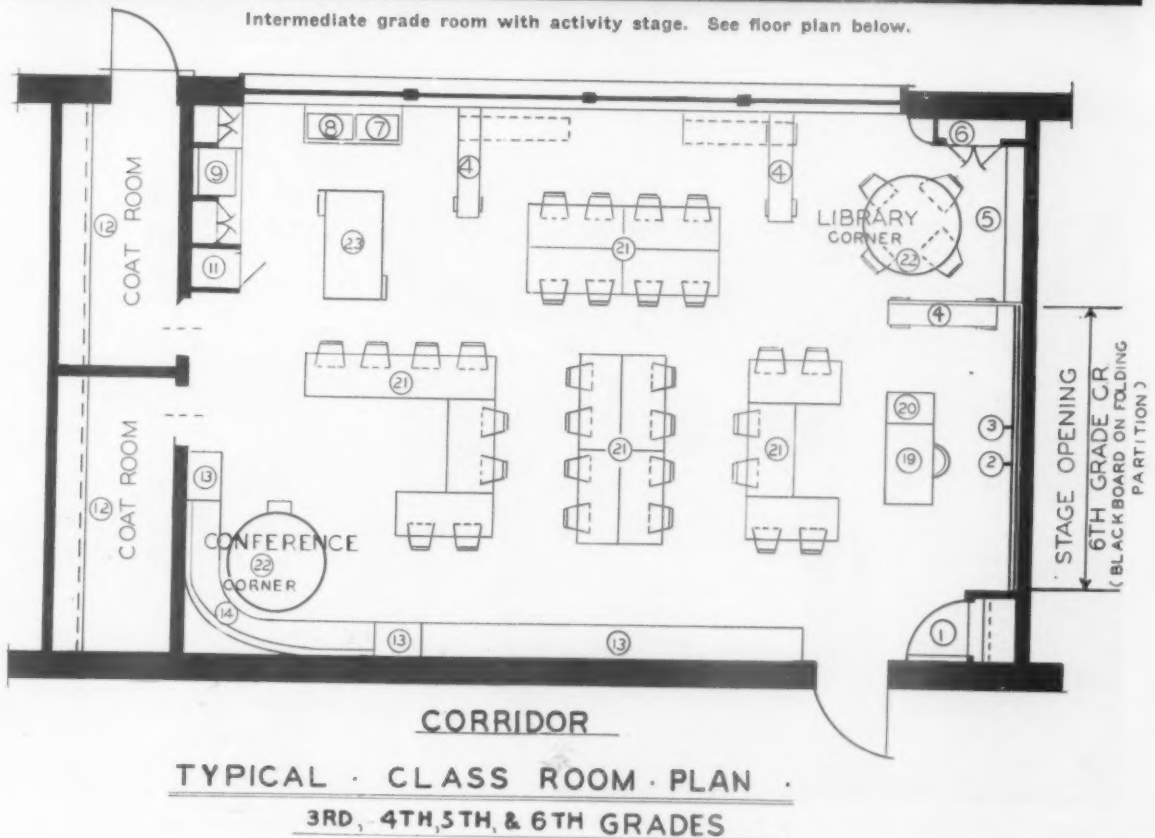 Intermediate grade room with activity stage. See floor plan below.
8
7
6
4
4
9
12
COAT ROOM
5
LIBRARY
CORNER
21
23
22
11
4
21
20
3
21
21
19
2
STAGE OPENING
6TH GRADE C.R.
(BLACKBOARD ON FOLDING
PARTITION)
13
12
COAT ROOM
CONFERENCE
22
CORNER
14
13
13
1
CORRIDOR
TYPICAL · CLASS ROOM · PLAN ·
3RD, 4TH, 5TH, & 6TH GRADES